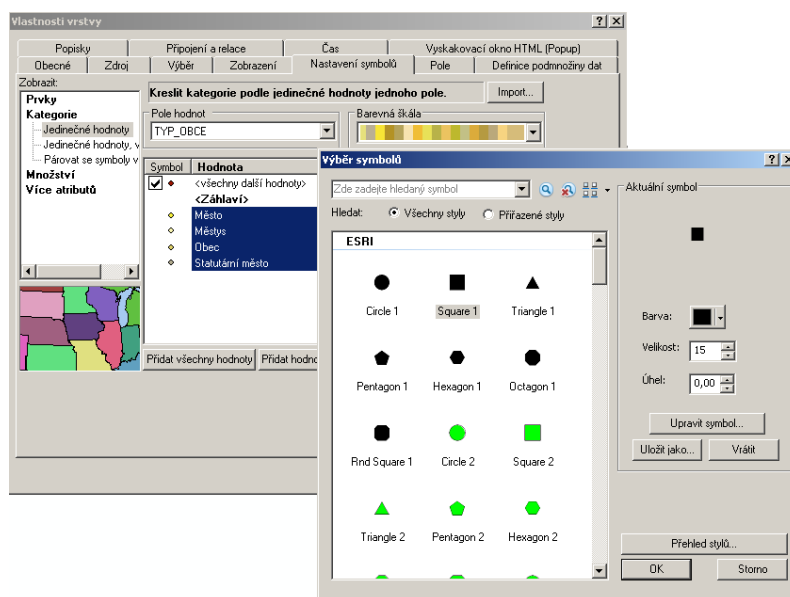 Vlastnosti vrstvy
Popisky
Připojení a relace
Čas
Vyskakovací okno HTML (Popup)
Obecné
Zdroj
Výběr
Zobrazení
Nastavení symbolů
Pole
Definice podmnožiny dat
Zobrazit:
Prvky
Kategorie
Jedinečné hodnoty
Jedinečné hodnoty, v
Párovat se symboly v
Množství
Více atributů
Kreslit kategorie podle jedinečné hodnoty jednoho pole.
Import...
Pole hodnot
TYP_OBCE
Barevná škála
Symbol
Hodnota
<všechny další hodnoty>
<Záhlaví>
Město
Městys
Obec
Statutární město
Přidat všechny hodnoty
Přidat hodno
Výběr symbolů
Zde zadejte hledaný symbol
Hledat:
Všechny styly
Přiřazené styly
ESRI
Circle 1
Square 1
Triangle 1
Pentagon 1
Hexagon 1
Octagon 1
Rnd Square 1
Circle 2
Square 2
Triangle 2
Pentagon 2
Hexagon 2
Aktuální symbol
Barva:
Velikost:
15
Úhel:
0,00
Upravit symbol...
Uložit jako...
Vrátit
Přehled stylů...
OK
Storno